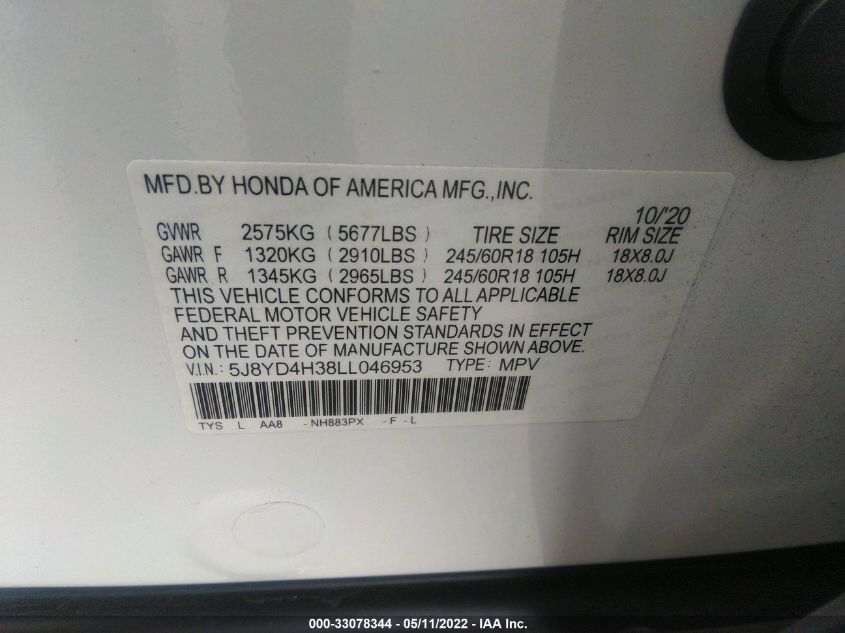 MFD.BY HONDA OF AMERICA MFG.,INC.
10/'20
GVWR 2575KG ( 5677LBS ) TIRE SIZE RIM SIZE
GAWR F 1320KG ( 2910LBS ) 245/60R18 105H 18X8.0J
GAWR R 1345KG ( 2965LBS ) 245/60R18 105H 18X8.0J
THIS VEHICLE CONFORMS TO ALL APPLICABLE
FEDERAL MOTOR VEHICLE SAFETY
AND THEFT PREVENTION STANDARDS IN EFFECT
ON THE DATE OF MANUFACTURE SHOWN ABOVE.
V.I.N.: 5J8YD4H38LL046953 TYPE: MPV
TYS L AA8 -NH883PX -F-L
000-33078344 - 05/11/2022 - IAA Inc.